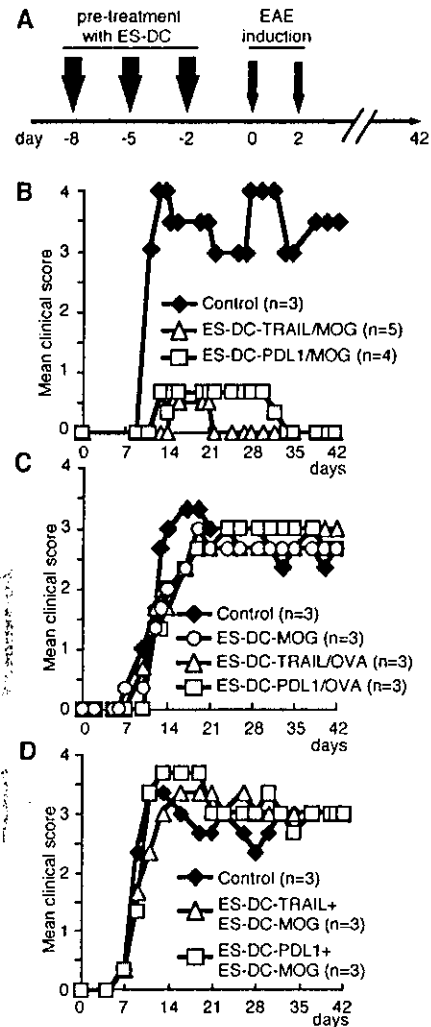 A
pre-treatment
with ES-DC
EAE
induction
day -8 -5 -2 0 2 42
B
Mean clinical score
4
3
2
1
0
Control (n=3)
ES-DC-TRAIL/MOG (n=5)
ES-DC-PDL1/MOG (n=4)
0 7 14 21 28 35 42
days
C
Mean clinical score
4
3
2
1
0
Control (n=3)
ES-DC-MOG (n=3)
ES-DC-TRAIL/OVA (n=3)
ES-DC-PDL1/OVA (n=3)
0 7 14 21 28 35 42
days
D
Mean clinical score
4
3
2
1
0
Control (n=3)
ES-DC-TRAIL+
ES-DC-MOG (n=3)
ES-DC-PDL1+
ES-DC-MOG (n=3)
0 7 14 21 28 35 42
days